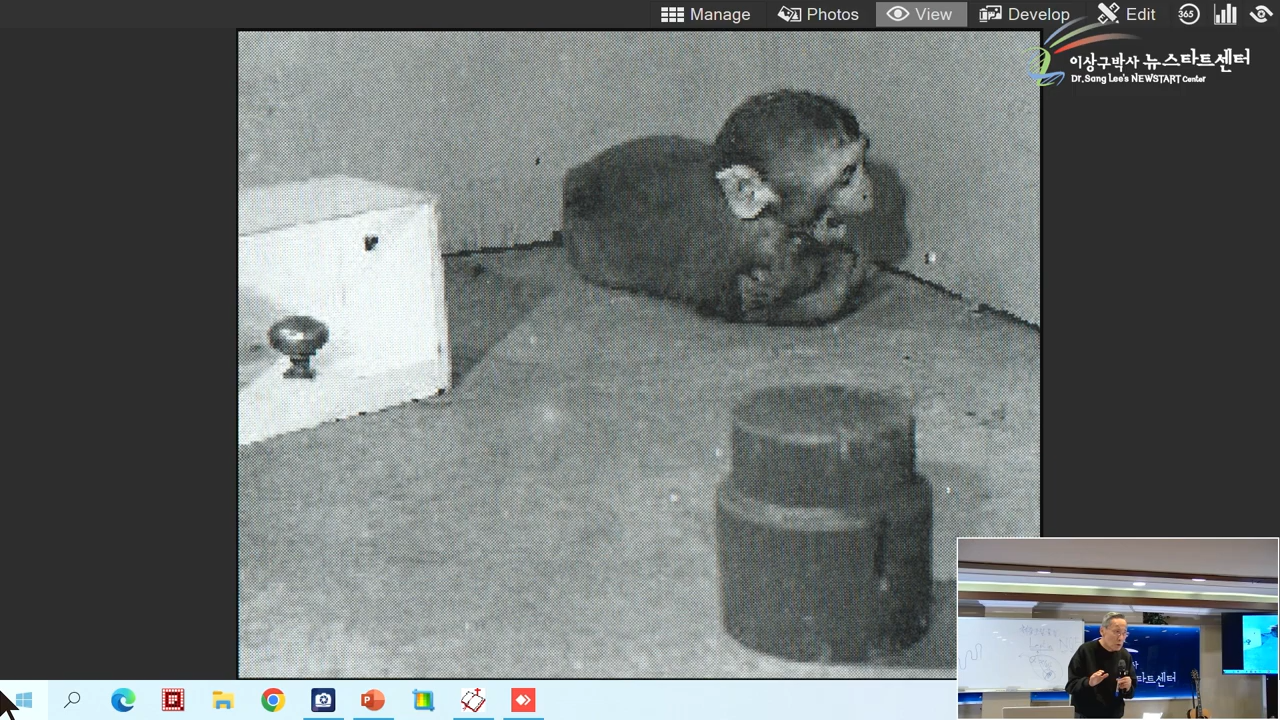 Manage
Photos
View
Develop
Edit
365
이상구박사 뉴스타트센터
Dr.Sang Lee's NEWSTART Center